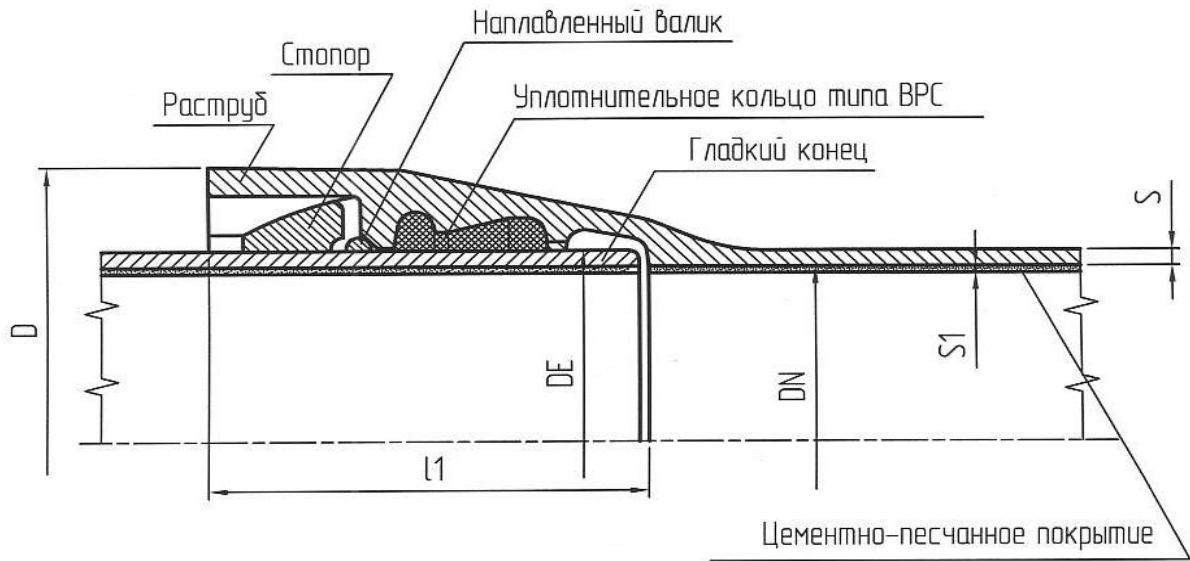 Наплавленный валик
Стопор
Уплотнительное кольцо типа ВРС
Раструб
Гладкий конец
S
D
DE
DN
S1
l1
Цементно-песчанное покрытие